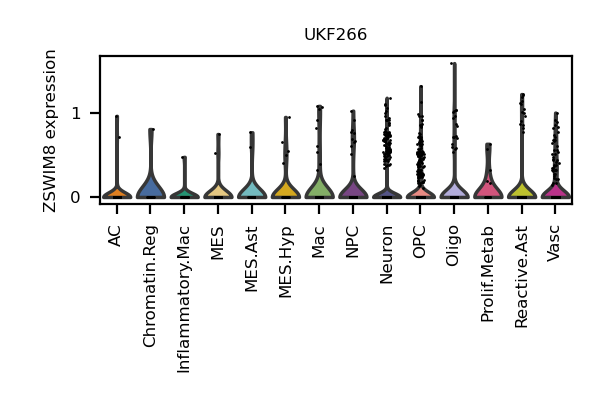 UKF266
ZSWIM8 expression
1
0
AC
Chromatin.Reg
Inflammatory.Mac
MES
MES.Ast
MES.Hyp
Mac
NPC
Neuron
OPC
Oligo
Prolif.Metab
Reactive.Ast
Vasc